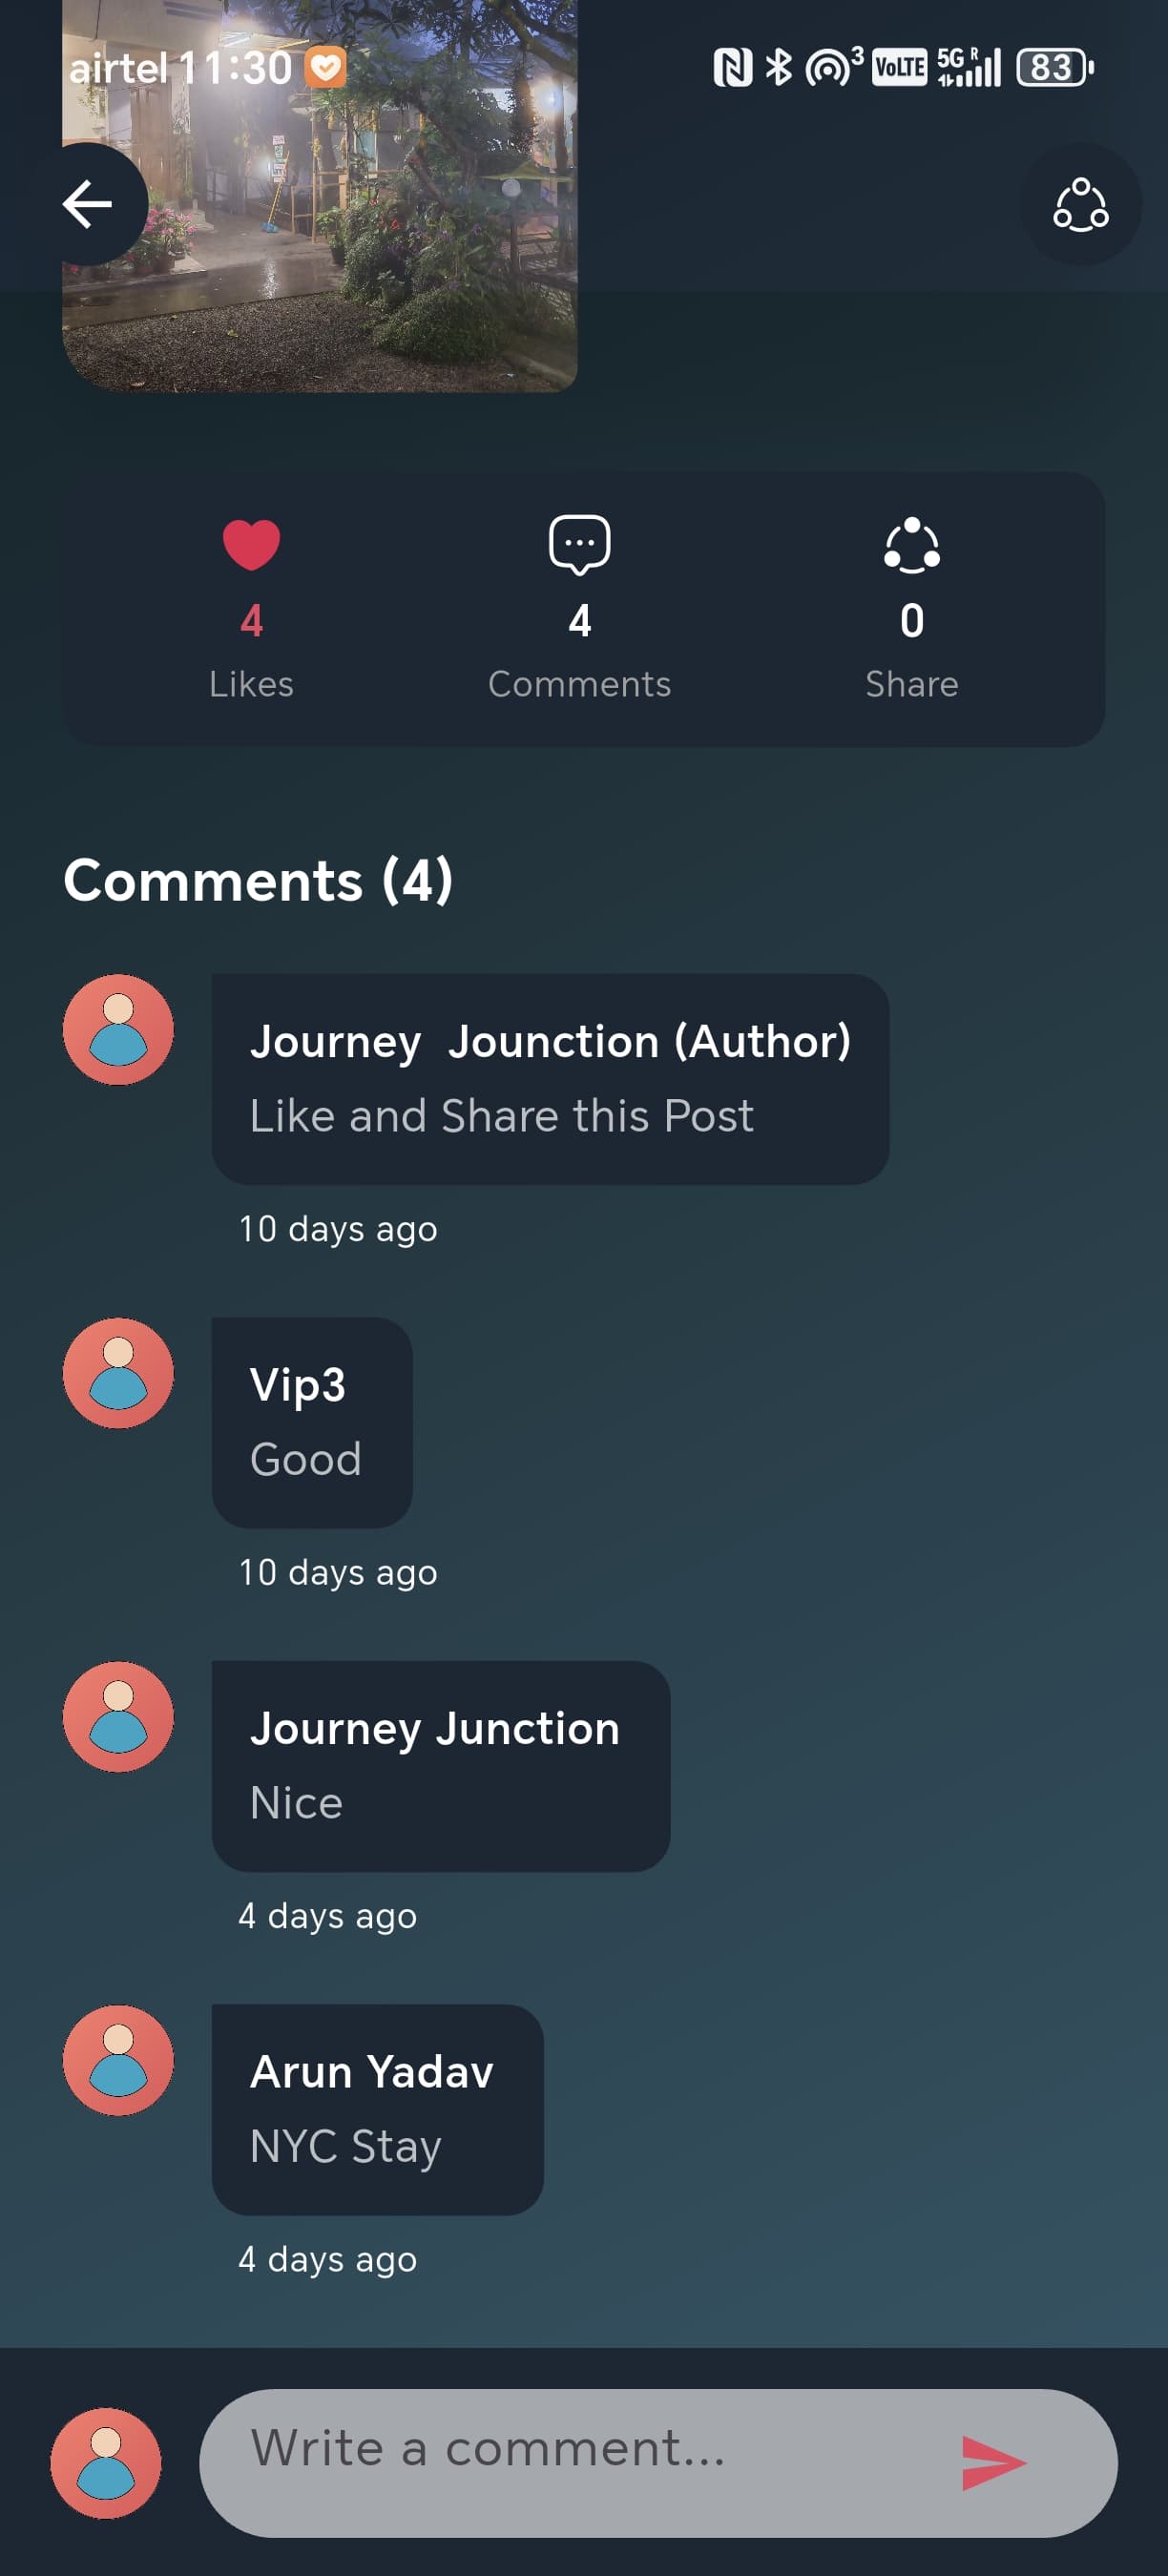 airtel 11:30
3 VoLTE 5G R 83
4 4 0
Likes Comments Share
Comments (4)
Journey  Jounction (Author)
Like and Share this Post
10 days ago
Vip3
Good
10 days ago
Journey Junction
Nice
4 days ago
Arun Yadav
NYC Stay
4 days ago
Write a comment...